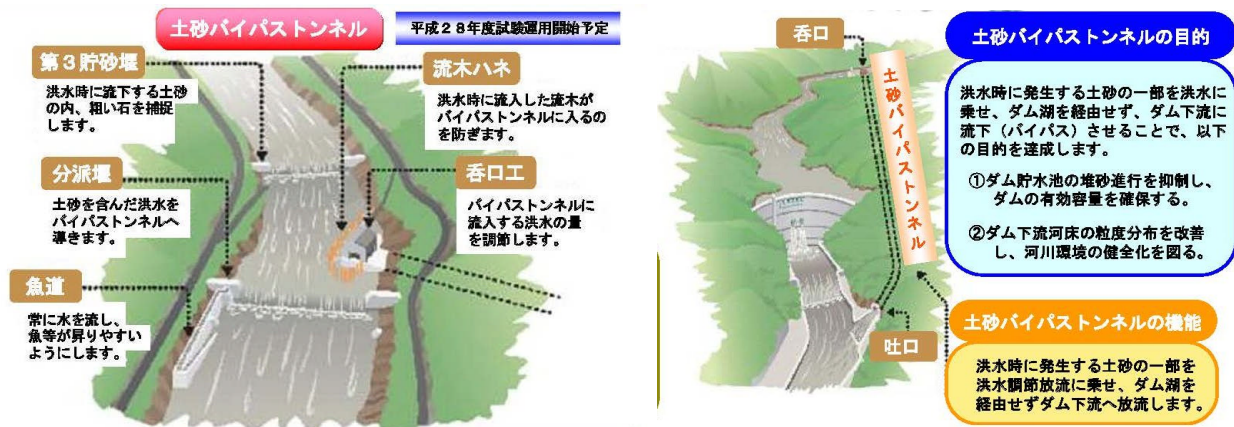 土砂バイパストンネル
平成28年度試験運用開始予定
第3貯砂堰
洪水時に流下する土砂
の内、粗い石を捕捉
します。
流木ハネ
洪水時に流入した流木が
バイパストンネルに入るの
を防ぎます。
分派堰
土砂を含んだ洪水を
バイパストンネルへ
導きます。
呑口工
バイパストンネルに
流入する洪水の量
を調節します。
魚道
常に水を流し、
魚等が昇りやすい
ようにします。
呑口
土砂バイパストンネル
吐口
土砂バイパストンネルの目的
洪水時に発生する土砂の一部を洪水に
乗せ、ダム湖を経由せず、ダム下流に
流下（バイパス）させることで、以下
の目的を達成します。
①ダム貯水池の堆砂進行を抑制し、
ダムの有効容量を確保する。
②ダム下流河床の粒度分布を改善
し、河川環境の健全化を図る。
土砂バイパストンネルの機能
洪水時に発生する土砂の一部を
洪水調節放流に乗せ、ダム湖を
経由せずダム下流へ放流します。